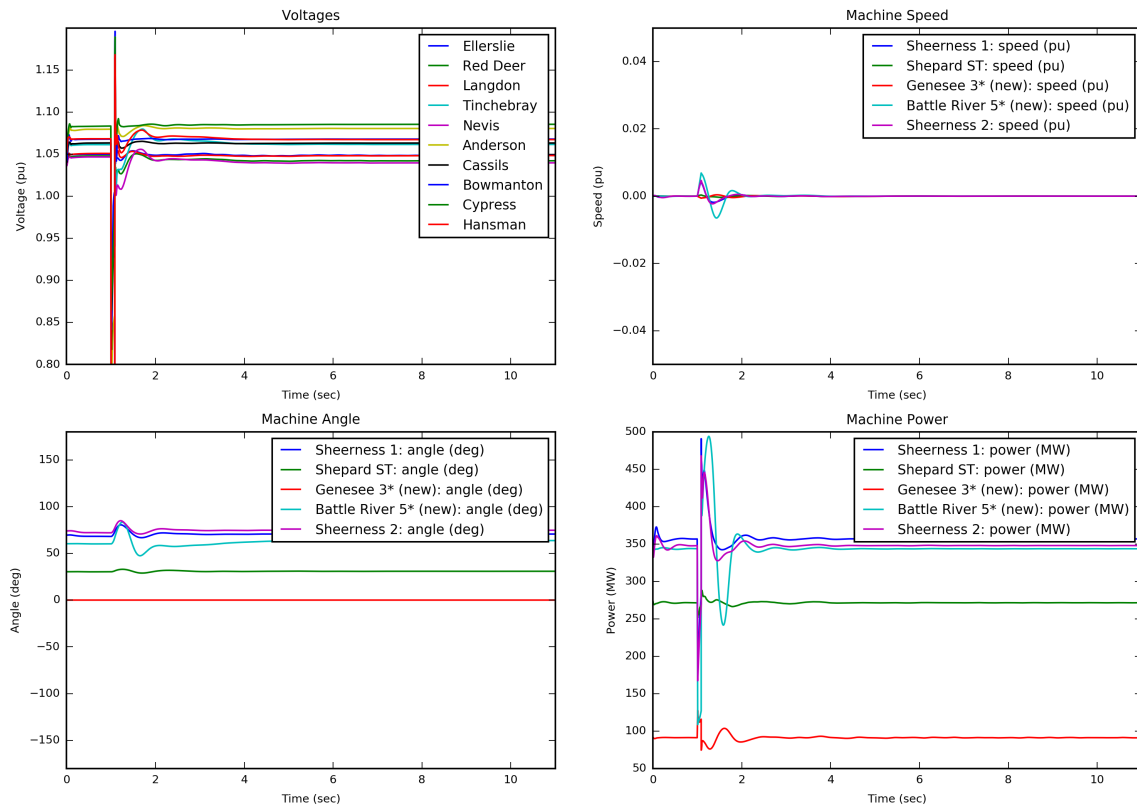 Voltages
1.15
1.10
1.05
1.00
0.95
0.90
0.85
0.80
Voltage (pu)
Ellerslie
Red Deer
Langdon
Tinchebray
Nevis
Anderson
Cassils
Bowmanton
Cypress
Hansman
0 2 4 6 8 10
Time (sec)
Machine Speed
0.04
0.02
0.00
−0.02
−0.04
Speed (pu)
Sheerness 1: speed (pu)
Shepard ST: speed (pu)
Genesee 3* (new): speed (pu)
Battle River 5* (new): speed (pu)
Sheerness 2: speed (pu)
0 2 4 6 8 10
Time (sec)
Machine Angle
150
100
50
0
−50
−100
−150
Angle (deg)
Sheerness 1: angle (deg)
Shepard ST: angle (deg)
Genesee 3* (new): angle (deg)
Battle River 5* (new): angle (deg)
Sheerness 2: angle (deg)
0 2 4 6 8 10
Time (sec)
Machine Power
500
450
400
350
300
250
200
150
100
50
Power (MW)
Sheerness 1: power (MW)
Shepard ST: power (MW)
Genesee 3* (new): power (MW)
Battle River 5* (new): power (MW)
Sheerness 2: power (MW)
0 2 4 6 8 10
Time (sec)